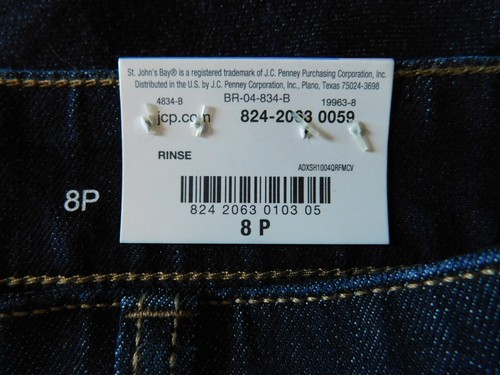 St. John's Bay® is a registered trademark of J.C. Penney Purchasing Corporation, Inc.
Distributed in the U.S. by J.C. Penney Corporation, Inc., Plano, Texas 75024-3698
4834-B BR-04-834-B 19963-8
jcp.com 824-2063 0059
RINSE
ADXSH1004QRFMCV
8P
824 2063 0103 05
8 P